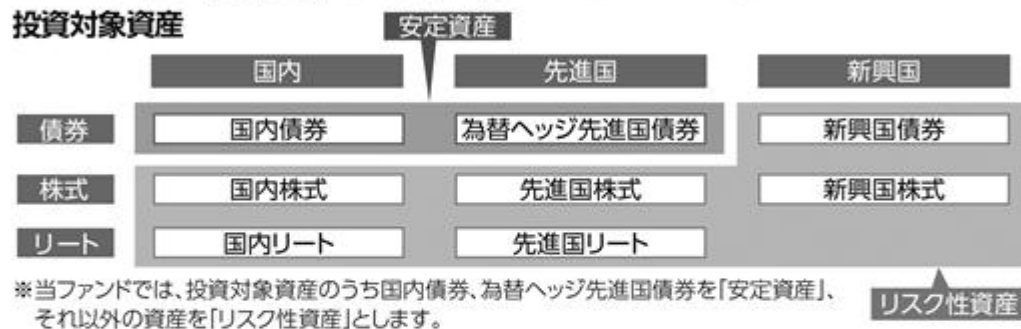 投資対象資産
安定資産
国内 先進国 新興国
債券 国内債券 為替ヘッジ先進国債券 新興国債券
株式 国内株式 先進国株式 新興国株式
リート 国内リート 先進国リート
※当ファンドでは、投資対象資産のうち国内債券、為替ヘッジ先進国債券を「安定資産」、
それ以外の資産を「リスク性資産」とします。
リスク性資産